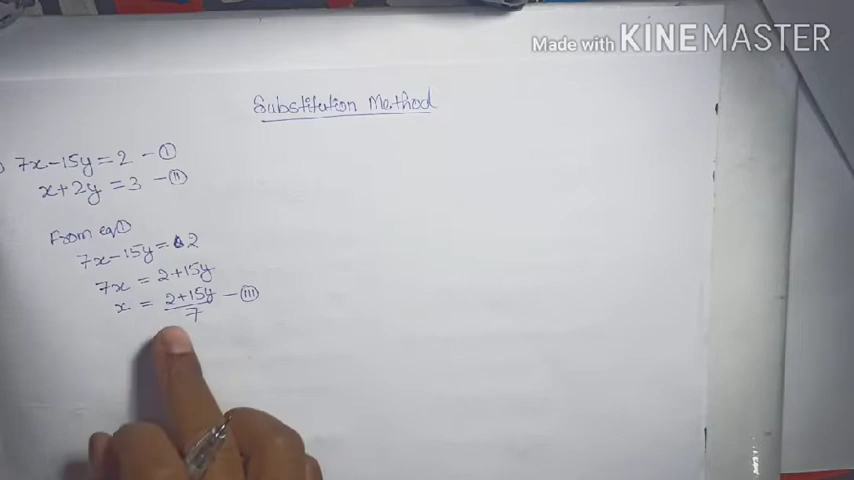 Made with KINEMASTER
Substitution Method
7x-15y=2 -Ⓘ
x+2y=3 -Ⓘⓘ
From eqⒾ
7x-15y=2
7x = 2+15y
x = 2+15y/7 -ⒾⒾⒾ